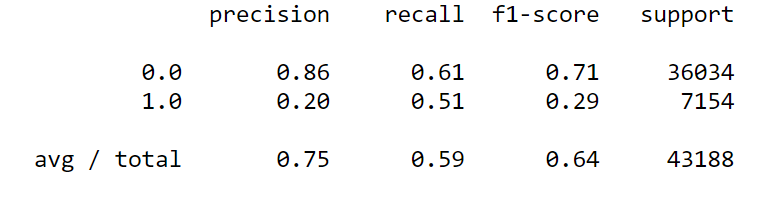 precision recall f1-score support
0.0 0.86 0.61 0.71 36034
1.0 0.20 0.51 0.29 7154
avg / total 0.75 0.59 0.64 43188